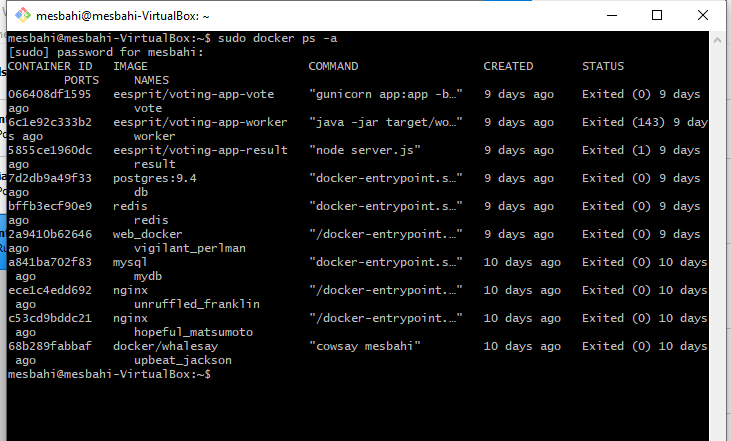 mesbahi@mesbahi-VirtualBox: ~
mesbahi@mesbahi-VirtualBox:~$ sudo docker ps -a
[sudo] password for mesbahi:
CONTAINER ID   IMAGE                       COMMAND                  CREATED       STATUS
        PORTS     NAMES
066408df1595   eesprit/voting-app-vote     "gunicorn app:app -b…"   9 days ago    Exited (0) 9 days
ago               vote
6c1e92c333b2   eesprit/voting-app-worker   "java -jar target/wo…"   9 days ago    Exited (143) 9 day
s ago             worker
5855ce1960dc   eesprit/voting-app-result   "node server.js"         9 days ago    Exited (1) 9 days
ago               result
7d2db9a49f33   postgres:9.4                "docker-entrypoint.s…"   9 days ago    Exited (0) 9 days
ago               db
bffb3ecf90e9   redis                       "docker-entrypoint.s…"   9 days ago    Exited (0) 9 days
ago               redis
2a9410b62646   web_docker                  "/docker-entrypoint.…"   9 days ago    Exited (0) 9 days
ago               vigilant_perlman
a841ba702f83   mysql                       "docker-entrypoint.s…"   10 days ago   Exited (0) 10 days
 ago              mydb
ece1c4edd692   nginx                       "/docker-entrypoint.…"   10 days ago   Exited (0) 10 days
 ago              unruffled_franklin
c53cd9bddc21   nginx                       "/docker-entrypoint.…"   10 days ago   Exited (0) 10 days
 ago              hopeful_matsumoto
68b289fabbaf   docker/whalesay             "cowsay mesbahi"         10 days ago   Exited (0) 10 days
 ago              upbeat_jackson
mesbahi@mesbahi-VirtualBox:~$